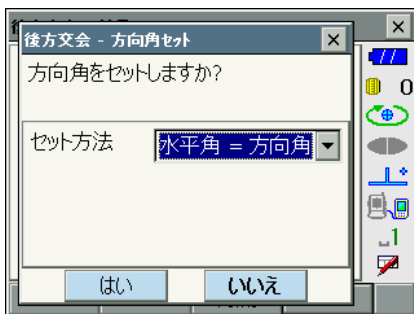 後方交会 - 方向角ｾｯﾄ
方向角をｾｯﾄしますか?
0
ｾｯﾄ方法
水平角 = 方向角
1
はい
いいえ